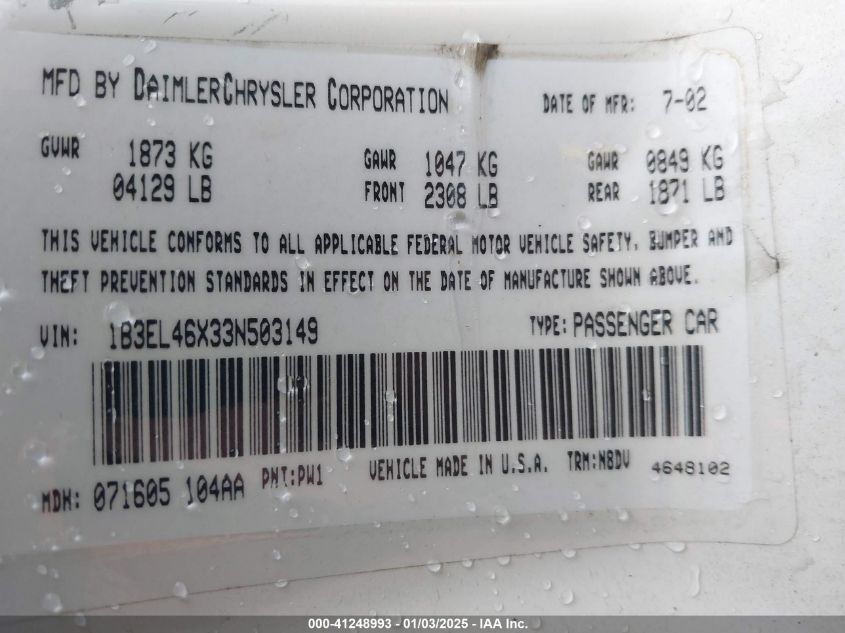 MFD BY DAIMLERCHRYSLER CORPORATION DATE OF MFR: 7-02
GVWR 1873 KG GAWR 1047 KG GAWR 0849 KG
04129 LB FRONT 2308 LB REAR 1871 LB
THIS VEHICLE CONFORMS TO ALL APPLICABLE FEDERAL MOTOR VEHICLE SAFETY, BUMPER AND
THEFT PREVENTION STANDARDS IN EFFECT ON THE DATE OF MANUFACTURE SHOWN ABOVE.
VIN: 1B3EL46X33N503149 TYPE: PASSENGER CAR
MDH: 071605 104AA PNT:PW1 VEHICLE MADE IN U.S.A. TRM:N8DV 4648102
000-41248993 - 01/03/2025 - IAA Inc.